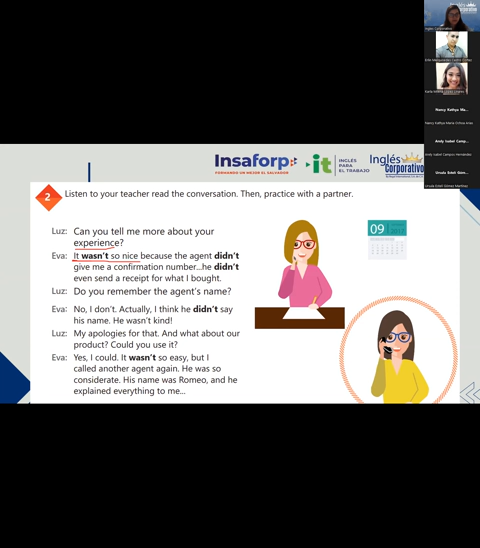 Insaforp
FORMANDO UN MEJOR EL SALVADOR
it
INGLÉS
PARA
EL TRABAJO
Inglés
Corporativo
2 Listen to your teacher read the conversation. Then, practice with a partner.
Luz: Can you tell me more about your
experience?
Eva: It wasn't so nice because the agent didn't
give me a confirmation number...he didn't
even send a receipt for what I bought.
Luz: Do you remember the agent's name?
Eva: No, I don't. Actually, I think he didn't say
his name. He wasn't kind!
Luz: My apologies for that. And what about our
product? Could you use it?
Eva: Yes, I could. It wasn't so easy, but I
called another agent again. He was so
considerate. His name was Romeo, and he
explained everything to me...
09
Inglés Corporativo
Nancy Kathya Ma...
Andy Isabel Camp...
Ursula Estell Góm...